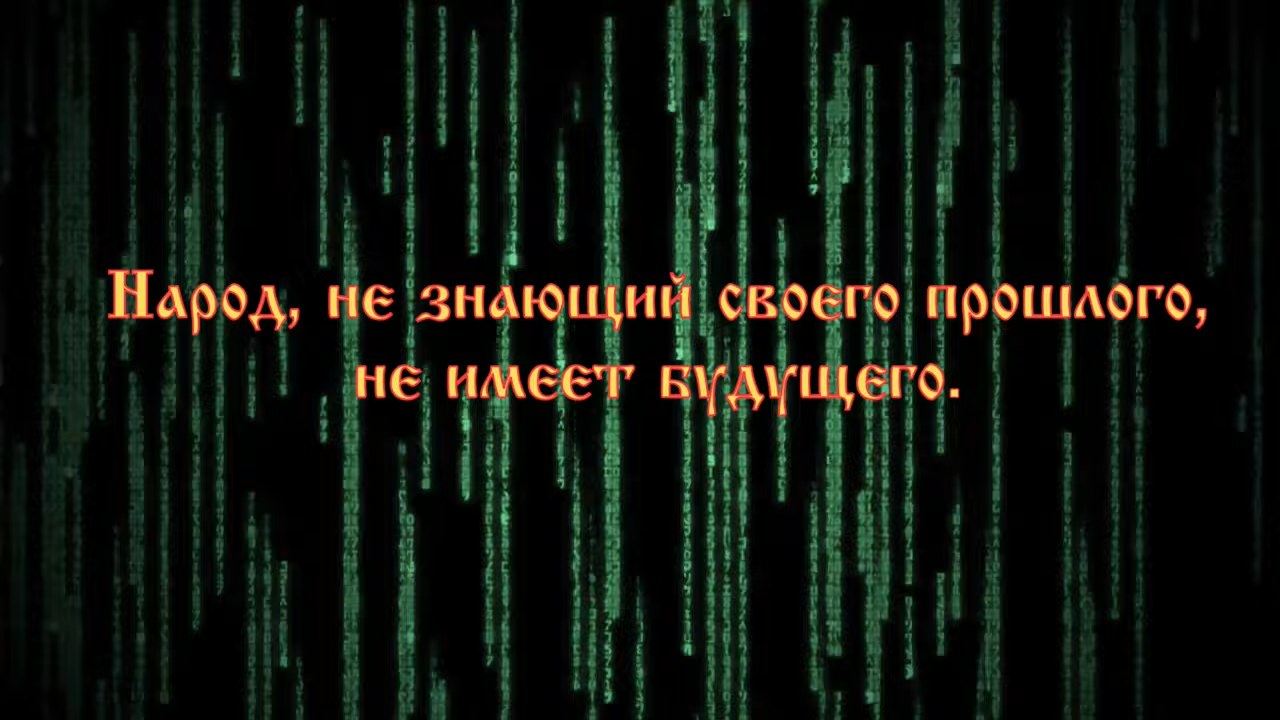 Народ, не знающий своего прошлого,
не имеет будущего.